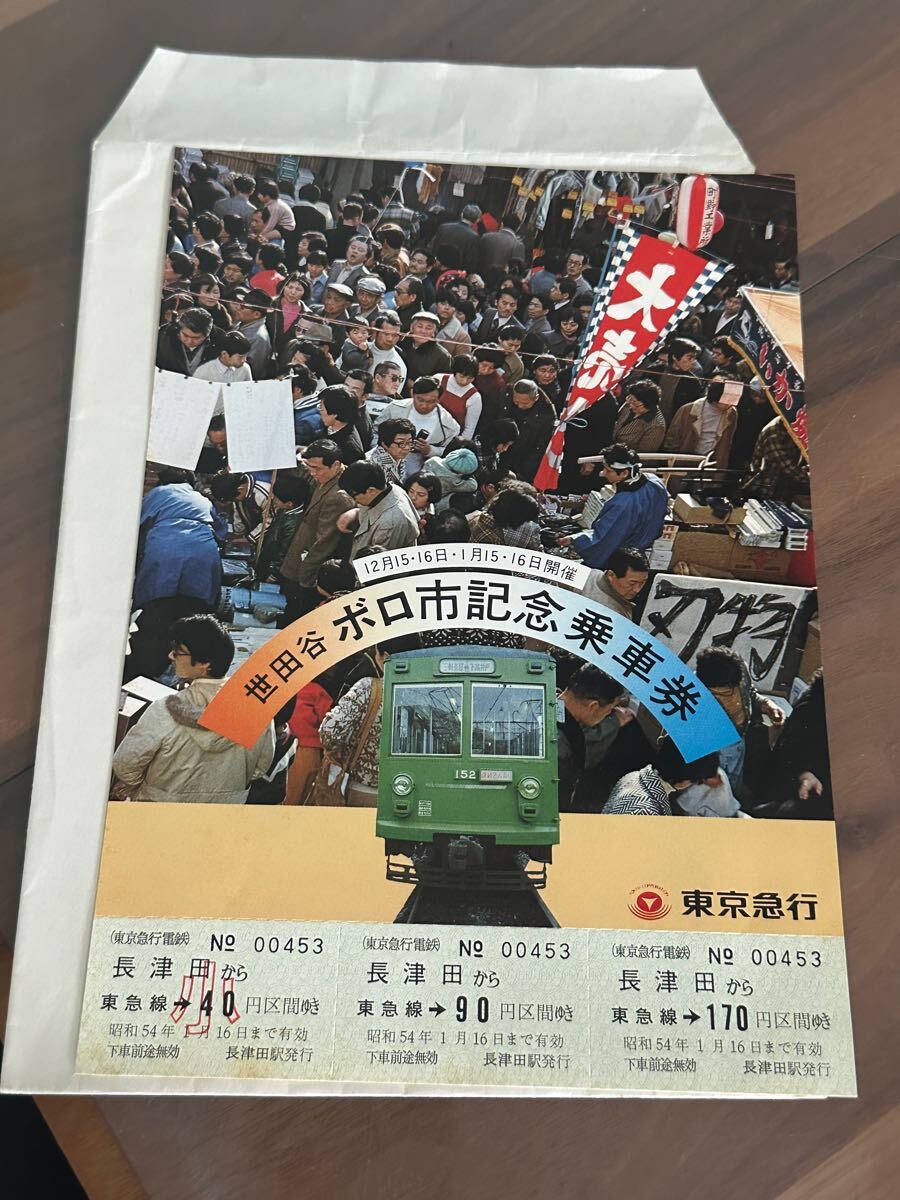 大売
刃物
12月15・16日・1月15・16日開催
世田谷 ボロ市記念乗車券
152
東京急行
(東京急行電鉄) № 00453
長津田から
小
東急線→40円区間ゆき
昭和54年1月16日まで有効
下車前途無効 長津田駅発行
(東京急行電鉄) № 00453
長津田から
東急線→90円区間ゆき
昭和54年1月16日まで有効
下車前途無効 長津田駅発行
(東京急行電鉄) № 00453
長津田から
東急線→170円区間ゆき
昭和54年1月16日まで有効
下車前途無効 長津田駅発行